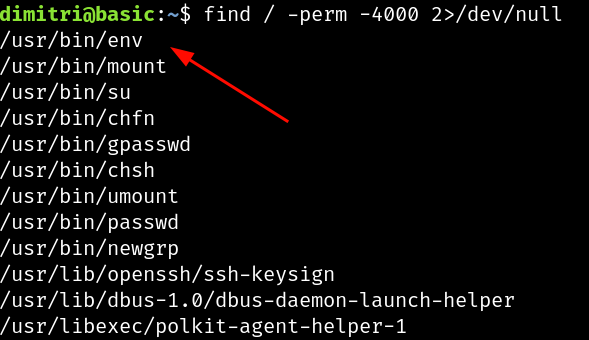 dimitri@basic:~$ find / -perm -4000 2>/dev/null
/usr/bin/env
/usr/bin/mount
/usr/bin/su
/usr/bin/chfn
/usr/bin/gpasswd
/usr/bin/chsh
/usr/bin/umount
/usr/bin/passwd
/usr/bin/newgrp
/usr/lib/openssh/ssh-keysign
/usr/lib/dbus-1.0/dbus-daemon-launch-helper
/usr/libexec/polkit-agent-helper-1